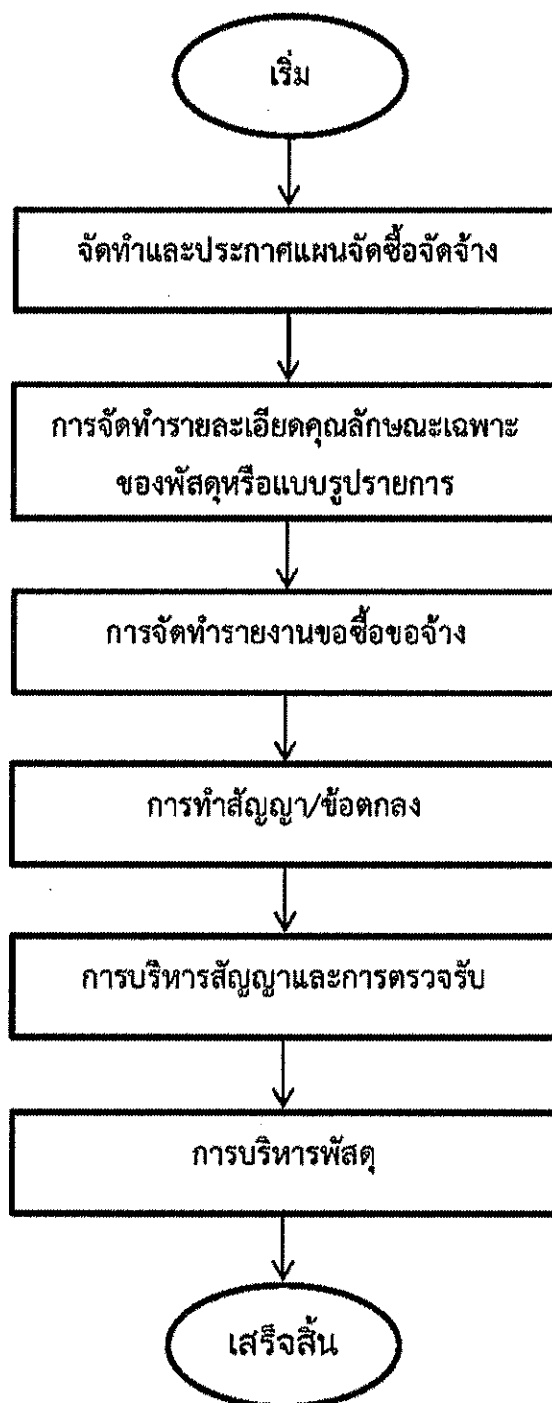 เริ่ม
จัดทำและประกาศแผนจัดซื้อจัดจ้าง
การจัดทำรายละเอียดคุณลักษณะเฉพาะ
ของพัสดุหรือแบบรูปรายการ
การจัดทำรายงานขอซื้อขอจ้าง
การทำสัญญา/ข้อตกลง
การบริหารสัญญาและการตรวจรับ
การบริหารพัสดุ
เสร็จสิ้น